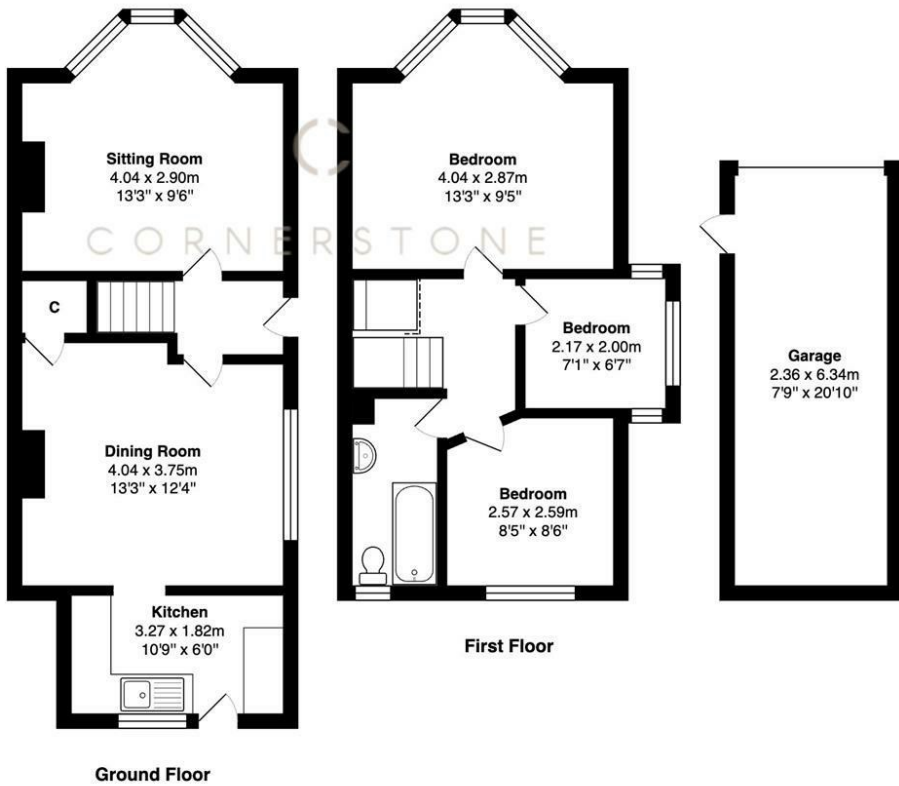 Sitting Room
4.04 x 2.90m
13'3" x 9'6"
Bedroom
4.04 x 2.87m
13'3" x 9'5"
CORNERSTONE
C
Bedroom
2.17 x 2.00m
7'1" x 6'7"
Garage
2.36 x 6.34m
7'9" x 20'10"
Dining Room
4.04 x 3.75m
13'3" x 12'4"
Bedroom
2.57 x 2.59m
8'5" x 8'6"
Kitchen
3.27 x 1.82m
10'9" x 6'0"
First Floor
Ground Floor